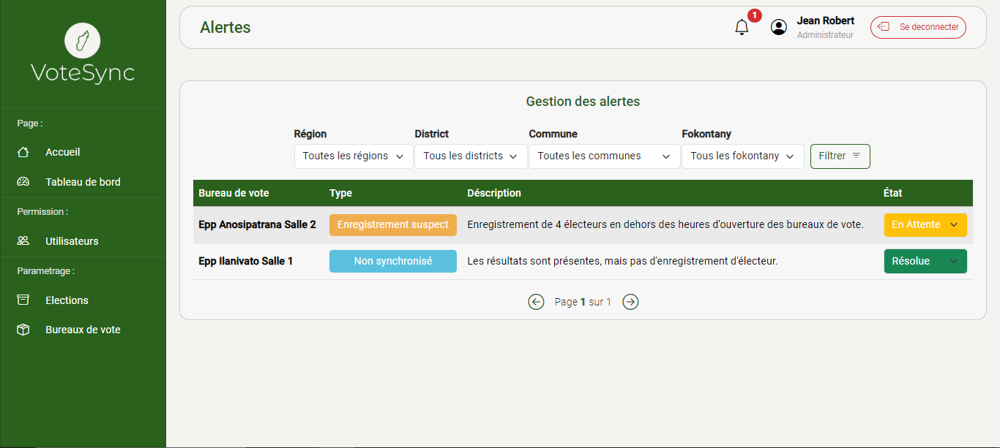 VoteSync
Page :
Accueil
Tableau de bord
Permission :
Utilisateurs
Parametrage :
Elections
Bureaux de vote
Alertes
1
Jean Robert
Administrateur
Se deconnecter
Gestion des alertes
Région District Commune Fokontany
Toutes les régions Tous les districts Toutes les communes Tous les fokontany Filtrer
Bureau de vote Type Déscription État
Epp Anosipatrana Salle 2 Enregistrement suspect Enregistrement de 4 électeurs en dehors des heures d'ouverture des bureaux de vote. En Attente
Epp Ilanivato Salle 1 Non synchronisé Les résultats sont présentes, mais pas d'enregistrement d'électeur. Résolue
Page 1 sur 1